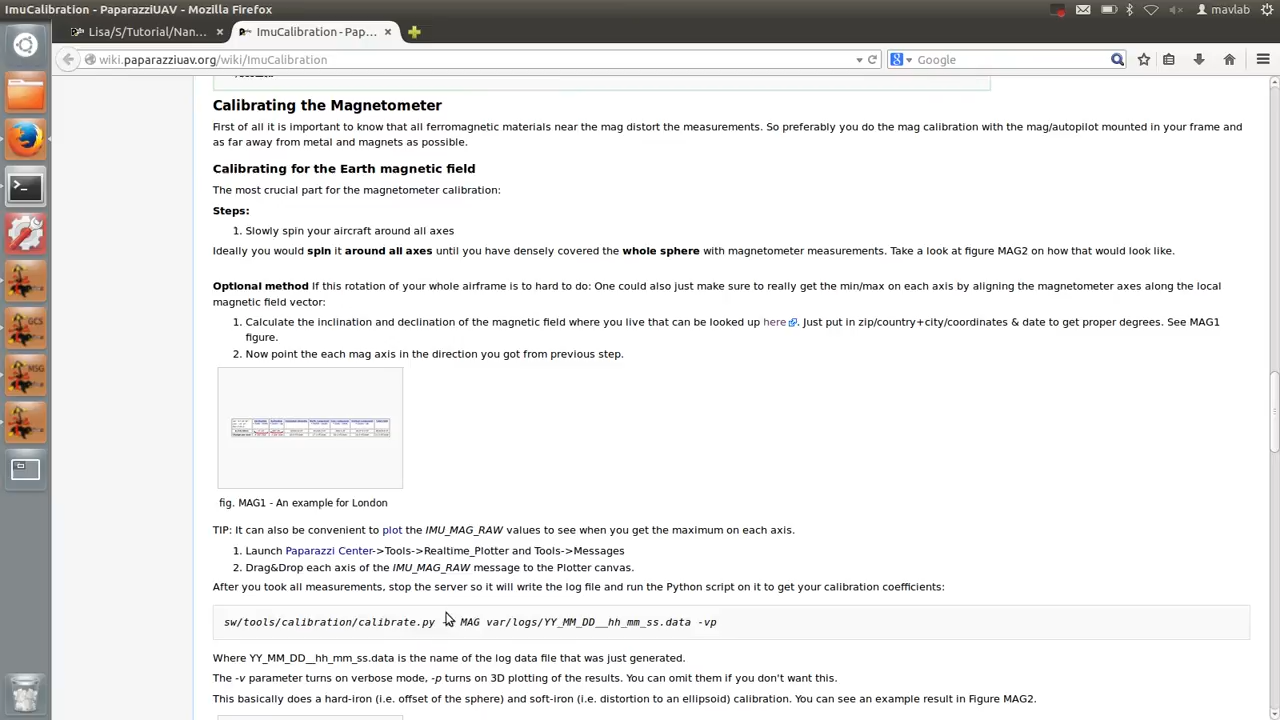 ImuCalibration - PaparazziUAV - Mozilla Firefox
mavlab
Lisa/S/Tutorial/Nan...
ImuCalibration - Pap...
wiki.paparazziuav.org/wiki/ImuCalibration
Google
Calibrating the Magnetometer
First of all it is important to know that all ferromagnetic materials near the mag distort the measurements. So preferably you do the mag calibration with the mag/autopilot mounted in your frame and
as far away from metal and magnets as possible.
Calibrating for the Earth magnetic field
The most crucial part for the magnetometer calibration:
Steps:
1. Slowly spin your aircraft around all axes
Ideally you would spin it around all axes until you have densely covered the whole sphere with magnetometer measurements. Take a look at figure MAG2 on how that would look like.
Optional method If this rotation of your whole airframe is to hard to do: One could also just make sure to really get the min/max on each axis by aligning the magnetometer axes along the local
magnetic field vector:
1. Calculate the inclination and declination of the magnetic field where you live that can be looked up here. Just put in zip/country+city/coordinates & date to get proper degrees. See MAG1
figure.
2. Now point the each mag axis in the direction you got from previous step.
fig. MAG1 - An example for London
TIP: It can also be convenient to plot the IMU_MAG_RAW values to see when you get the maximum on each axis.
1. Launch Paparazzi Center->Tools->Realtime_Plotter and Tools->Messages
2. Drag&Drop each axis of the IMU_MAG_RAW message to the Plotter canvas.
After you took all measurements, stop the server so it will write the log file and run the Python script on it to get your calibration coefficients:
sw/tools/calibration/calibrate.py MAG var/logs/YY_MM_DD__hh_mm_ss.data -vp
Where YY_MM_DD__hh_mm_ss.data is the name of the log data file that was just generated.
The -v parameter turns on verbose mode, -p turns on 3D plotting of the results. You can omit them if you don't want this.
This basically does a hard-iron (i.e. offset of the sphere) and soft-iron (i.e. distortion to an ellipsoid) calibration. You can see an example result in Figure MAG2.
GCS
MSG